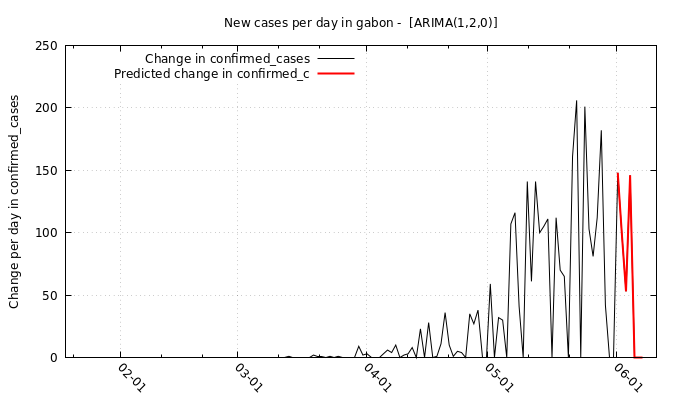 New cases per day in gabon -  [ARIMA(1,2,0)]
Change in confirmed_cases
Predicted change in confirmed_c
Change per day in confirmed_cases
250
200
150
100
50
0
02-01
03-01
04-01
05-01
06-01